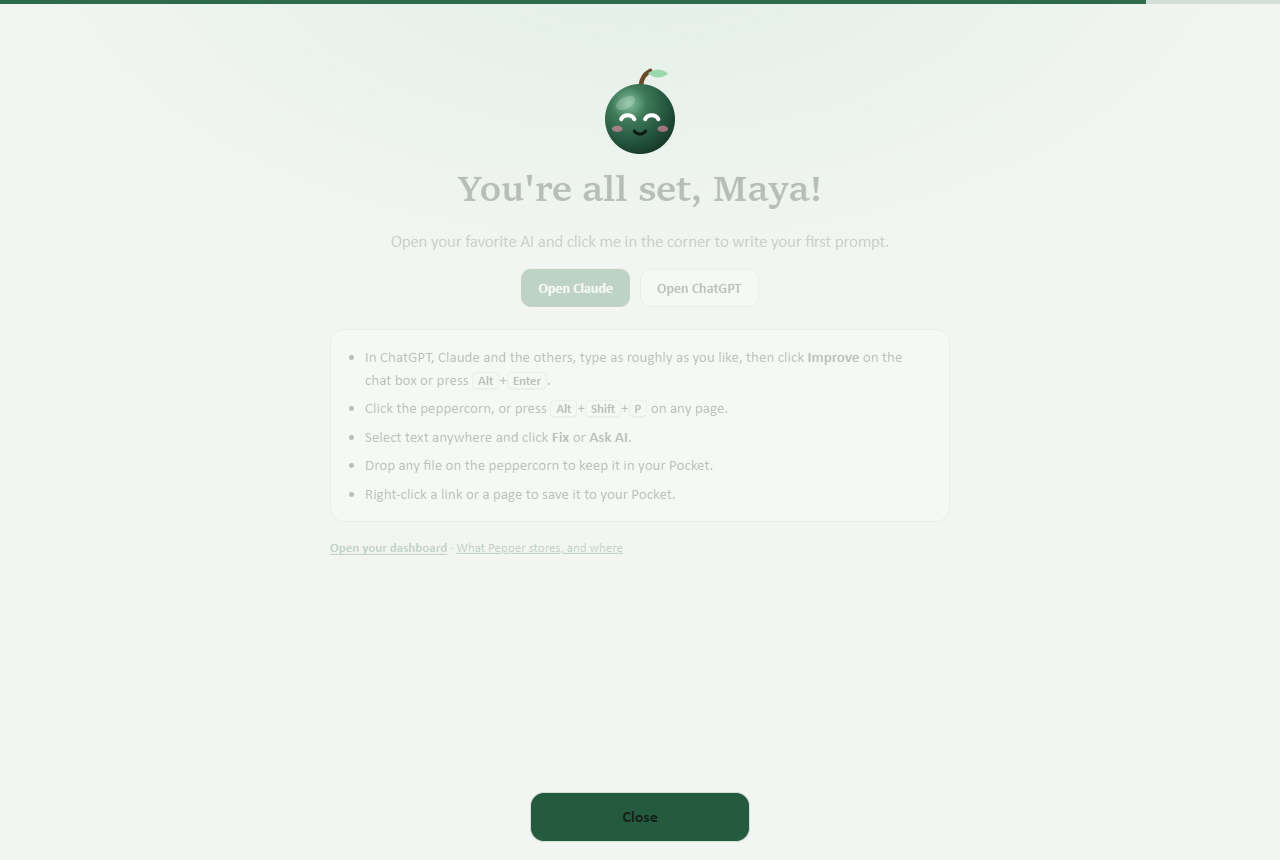 You're all set, Maya!
Open your favorite AI and click me in the corner to write your first prompt.
Open Claude
Open ChatGPT
In ChatGPT, Claude and the others, type as roughly as you like, then click Improve on the
chat box or press Alt+Enter.
Click the peppercorn, or press Alt+Shift+P on any page.
Select text anywhere and click Fix or Ask AI.
Drop any file on the peppercorn to keep it in your Pocket.
Right-click a link or a page to save it to your Pocket.
Open your dashboard · What Pepper stores, and where
Close